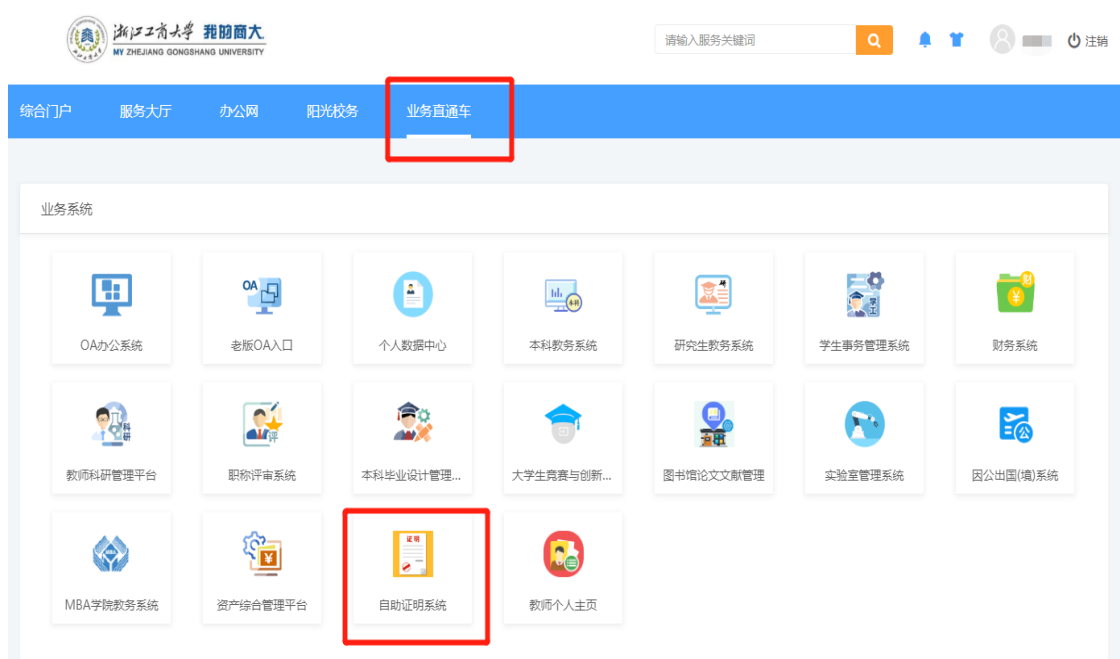 浙江工商大学 我的商大
MY ZHEJIANG GONGSHANG UNIVERSITY
请输入服务关键词
注销
综合门户 服务大厅 办公网 阳光校务 业务直通车
业务系统
OA
本科
研
学工
财
OA办公系统 老版OA入口 个人数据中心 本科教务系统 研究生教务系统 学生事务管理系统 财务系统
科研
评
公
教师科研管理平台 职称评审系统 本科毕业设计管理... 大学生竞赛与创新... 图书馆论文文献管理 实验室管理系统 因公出国(境)系统
MBA
¥
证明
MBA学院教务系统 资产综合管理平台 自助证明系统 教师个人主页